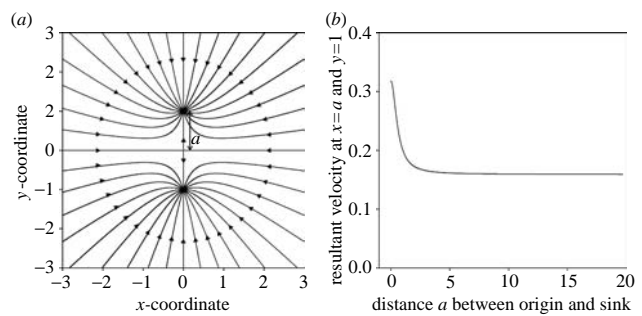 (a)
(b)
3
2
2
0
−1
−2
3
y-coordinate
a
−3 −2 −1 0 1 2 3
x-coordinate
resultant velocity at x=a and y=1
0.4
0.3
0.2
0.1
0.0
0 5 10 15 20
distance a between origin and sink